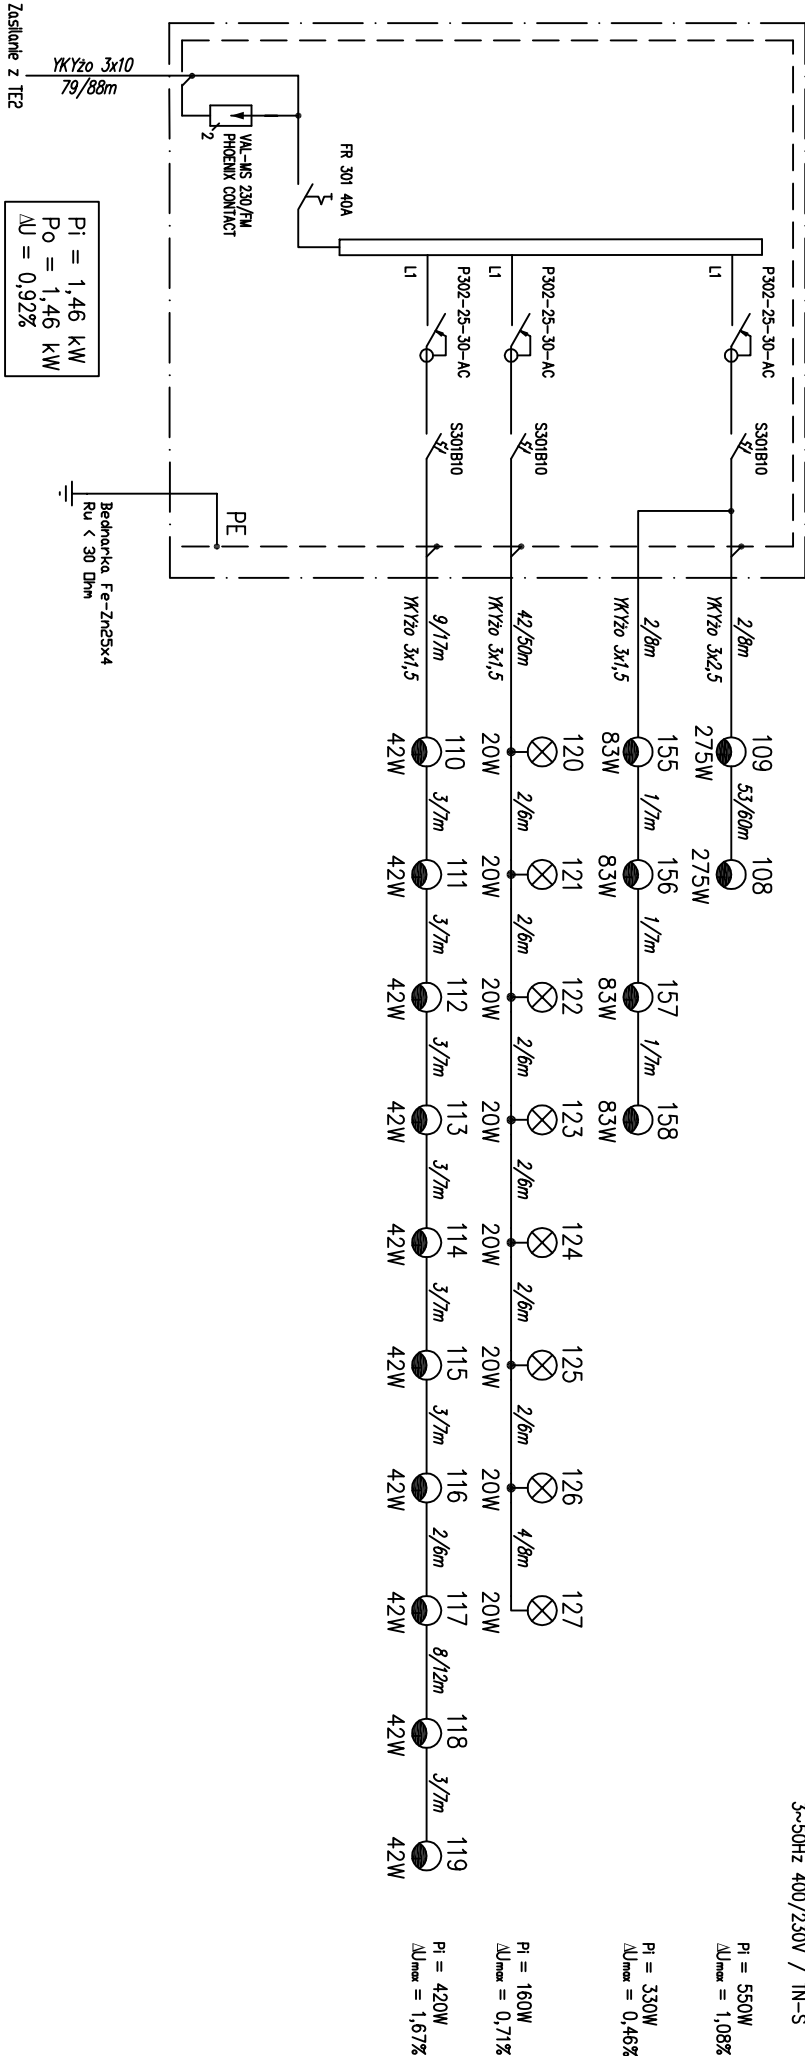 3~50Hz 400/230V / TN-S
P302-25-30-AC
L1
S301B10
2/8m
YKYżo 3x2,5
109
275W
53/60m
108
275W
Pi = 550W
ΔUmax = 1,08%
2/8m
YKYżo 3x1,5
155
83W
1/7m
156
83W
1/7m
157
83W
1/7m
158
83W
Pi = 330W
ΔUmax = 0,46%
P302-25-30-AC
L1
S301B10
42/50m
YKYżo 3x1,5
120
20W
2/6m
121
20W
2/6m
122
20W
2/6m
123
20W
2/6m
124
20W
2/6m
125
20W
2/6m
126
20W
4/8m
127
20W
Pi = 160W
ΔUmax = 0,71%
P302-25-30-AC
L1
S301B10
9/17m
YKYżo 3x1,5
110
42W
3/7m
111
42W
3/7m
112
42W
3/7m
113
42W
3/7m
114
42W
3/7m
115
42W
3/7m
116
42W
2/6m
117
42W
8/12m
118
42W
3/7m
119
42W
Pi = 420W
ΔUmax = 1,67%
FR 301 40A
VAL-MS 230/FM
PHOENIX CONTACT
2
PE
YKYżo 3x10
79/88m
Zasilanie z TE2
Pi = 1,46 kW
Po = 1,46 kW
ΔU = 0,92%
Bednarka Fe-Zn25x4
Ru < 30 Ohm